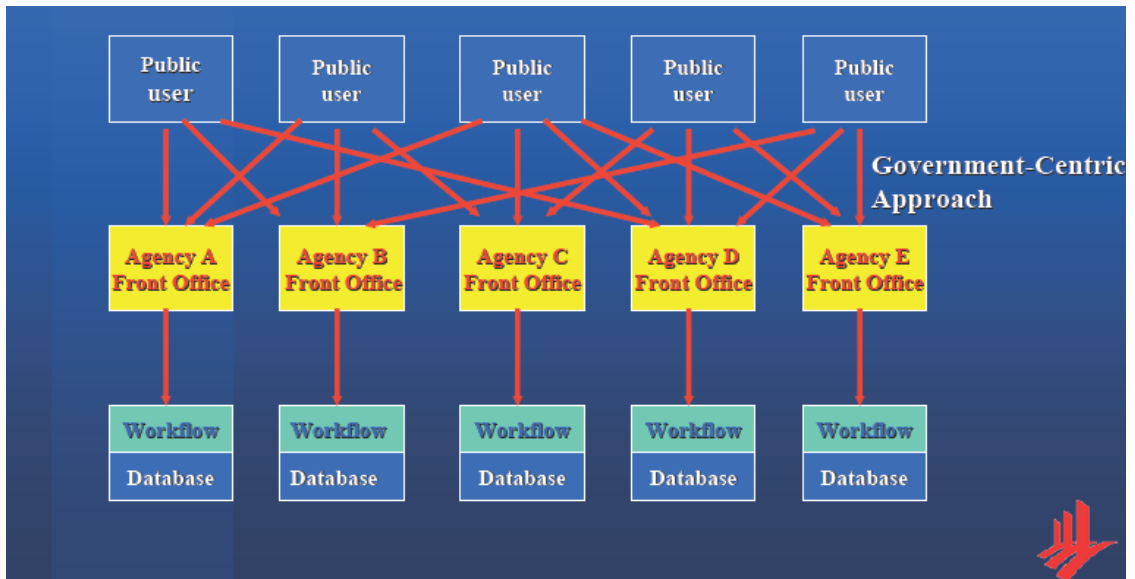 Public
user
Public
user
Public
user
Public
user
Public
user
Government-Centric
Approach
Agency A
Front Office
Agency B
Front Office
Agency C
Front Office
Agency D
Front Office
Agency E
Front Office
Workflow
Workflow
Workflow
Workflow
Workflow
Database
Database
Database
Database
Database